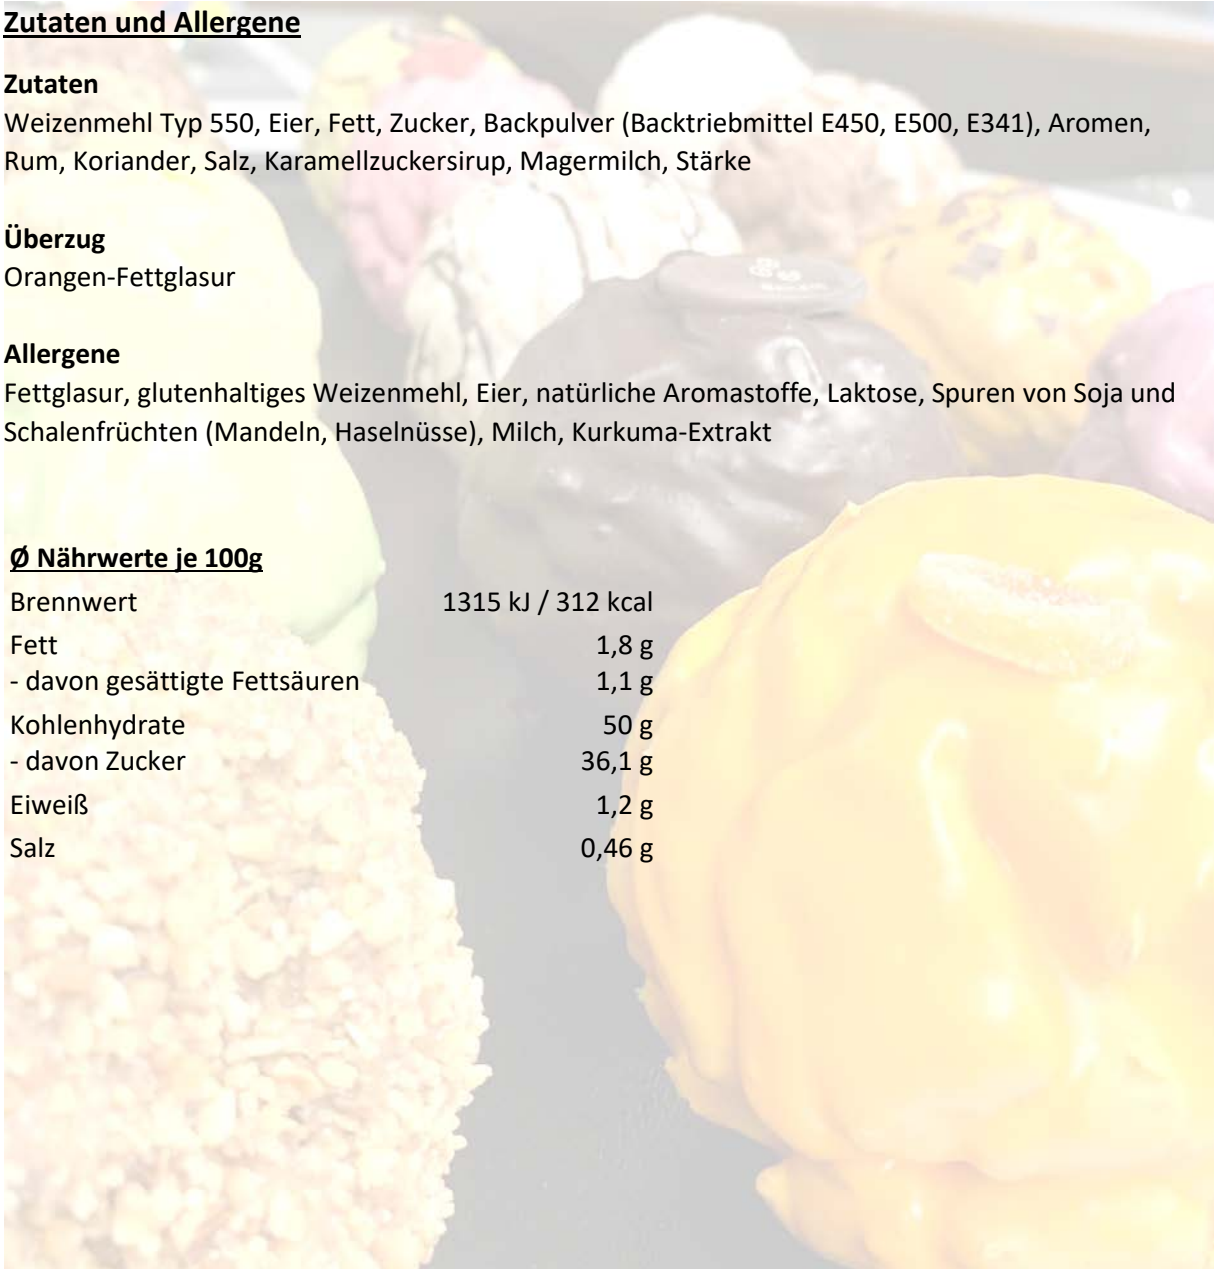 Zutaten und Allergene
Zutaten
Weizenmehl Typ 550, Eier, Fett, Zucker, Backpulver (Backtriebmittel E450, E500, E341), Aromen,
Rum, Koriander, Salz, Karamellzuckersirup, Magermilch, Stärke
Überzug
Orangen-Fettglasur
Allergene
Fettglasur, glutenhaltiges Weizenmehl, Eier, natürliche Aromastoffe, Laktose, Spuren von Soja und
Schalenfrüchten (Mandeln, Haselnüsse), Milch, Kurkuma-Extrakt
Ø Nährwerte je 100g
Brennwert 1315 kJ / 312 kcal
Fett 1,8 g
- davon gesättigte Fettsäuren 1,1 g
Kohlenhydrate 50 g
- davon Zucker 36,1 g
Eiweiß 1,2 g
Salz 0,46 g